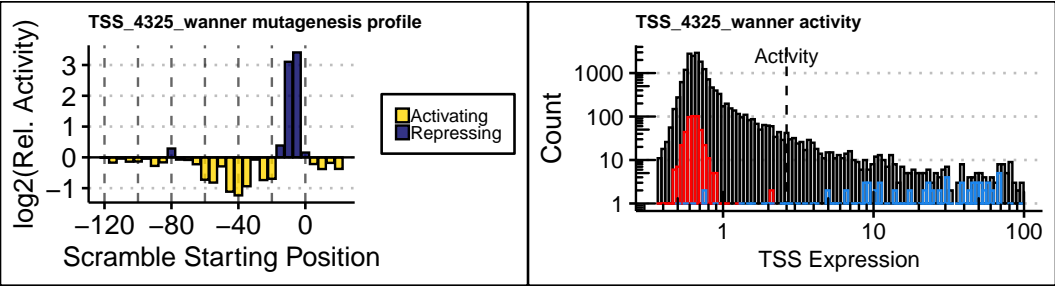 TSS_4325_wanner mutagenesis profile
log2(Rel. Activity)
3
2
1
0
−1
−120
−80
−40
0
Scramble Starting Position
Activating
Repressing
TSS_4325_wanner activity
Activity
Count
1000
100
10
1
1
10
100
TSS Expression